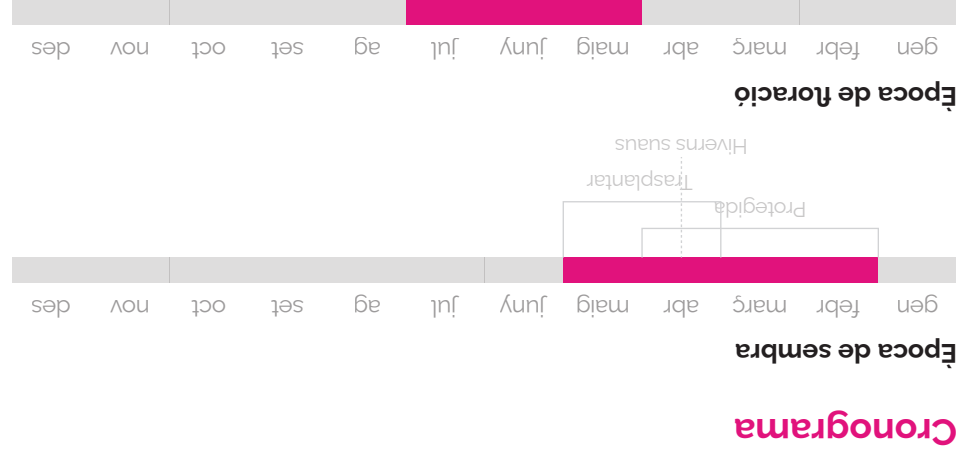 Cronograma
Època de sembra
gen febr març abr maig juny jul ag set oct nov des
Protegida
Trasplantar
Hiverns suaus
Època de floració
gen febr març abr maig juny jul ag set oct nov des